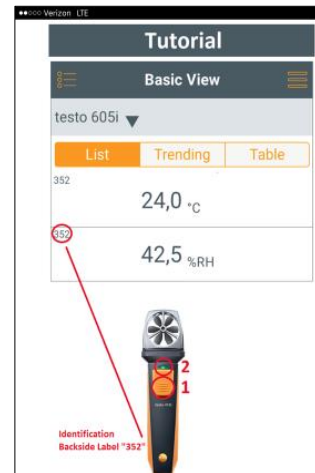 ●●○○○ Verizon LTE
Tutorial
Basic View
testo 605i ▼
List Trending Table
352
24,0 °C
352
42,5 %RH
2
1
Identification
Backside Label "352"